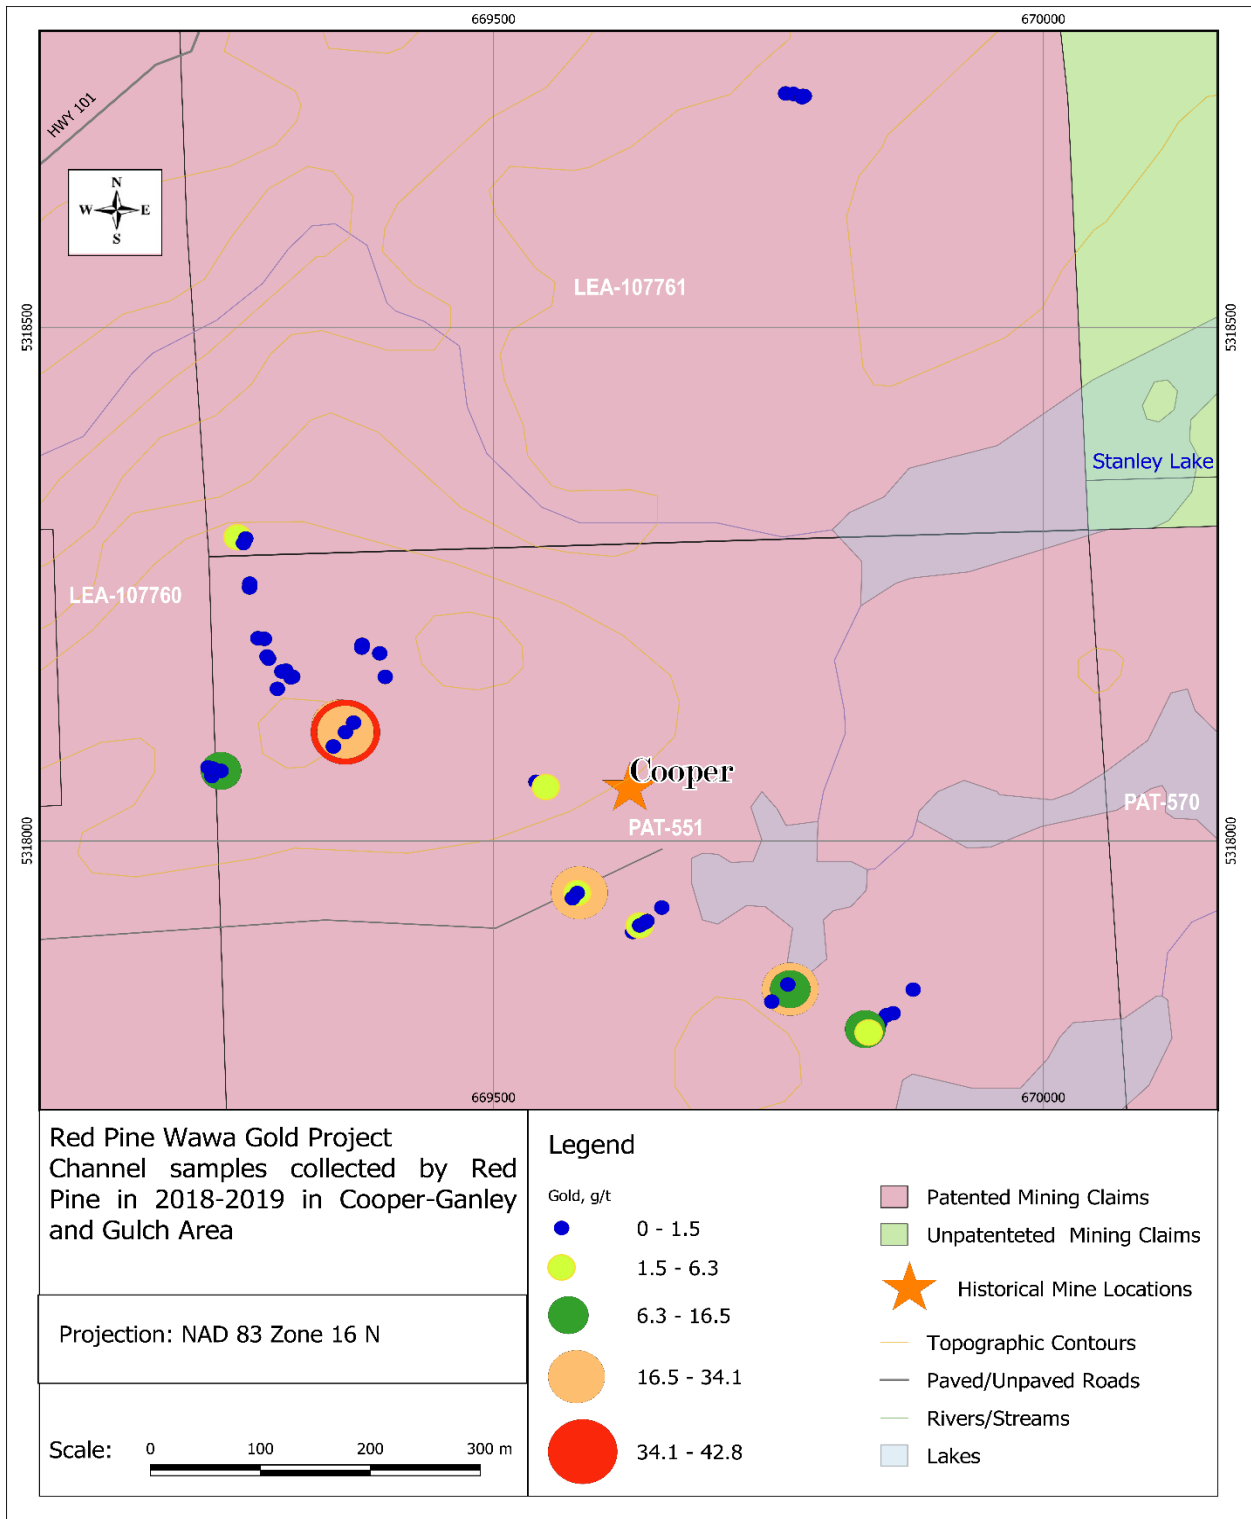 669500
670000
HWY 101
N
W E
S
LEA-107761
5318500
5318500
Stanley Lake
LEA-107760
Cooper
PAT-570
PAT-551
5318000
5318000
669500
670000
Red Pine Wawa Gold Project
Channel samples collected by Red
Pine in 2018-2019 in Cooper-Ganley
and Gulch Area
Projection: NAD 83 Zone 16 N
Scale:
0 100 200 300 m
Legend
Gold, g/t
0 - 1.5
1.5 - 6.3
6.3 - 16.5
16.5 - 34.1
34.1 - 42.8
Patented Mining Claims
Unpatenteted Mining Claims
Historical Mine Locations
Topographic Contours
Paved/Unpaved Roads
Rivers/Streams
Lakes